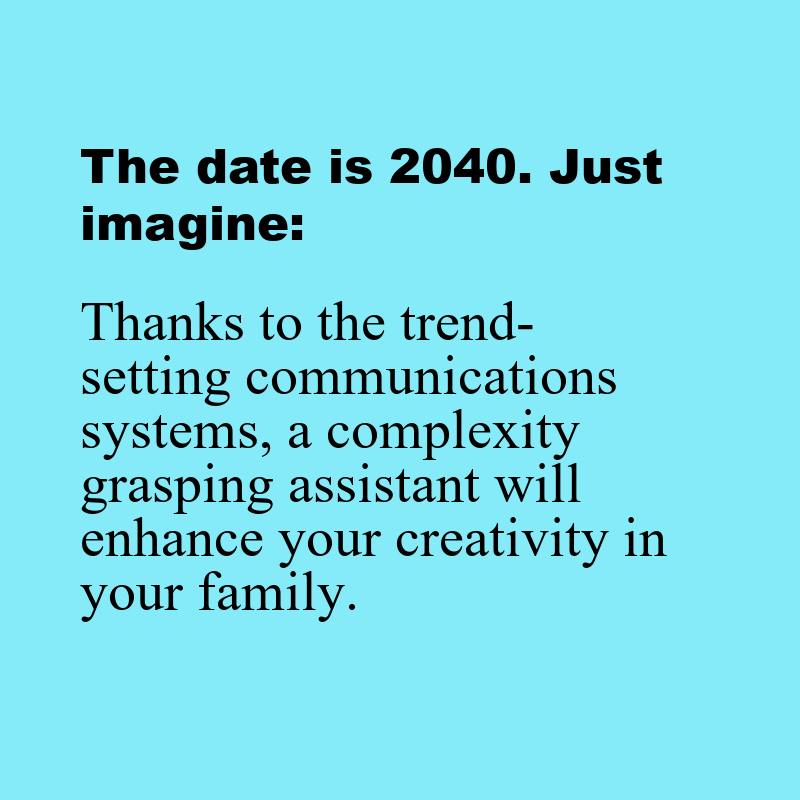 The date is 2040. Just
imagine:
Thanks to the trend-
setting communications
systems, a complexity
grasping assistant will
enhance your creativity in
your family.